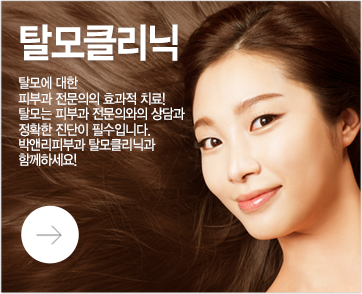 탈모클리닉
탈모에 대한
피부과 전문의의 효과적 치료!
탈모는 피부과 전문의와의 상담과
정확한 진단이 필수입니다.
박앤리피부과 탈모클리닉과
함께하세요!